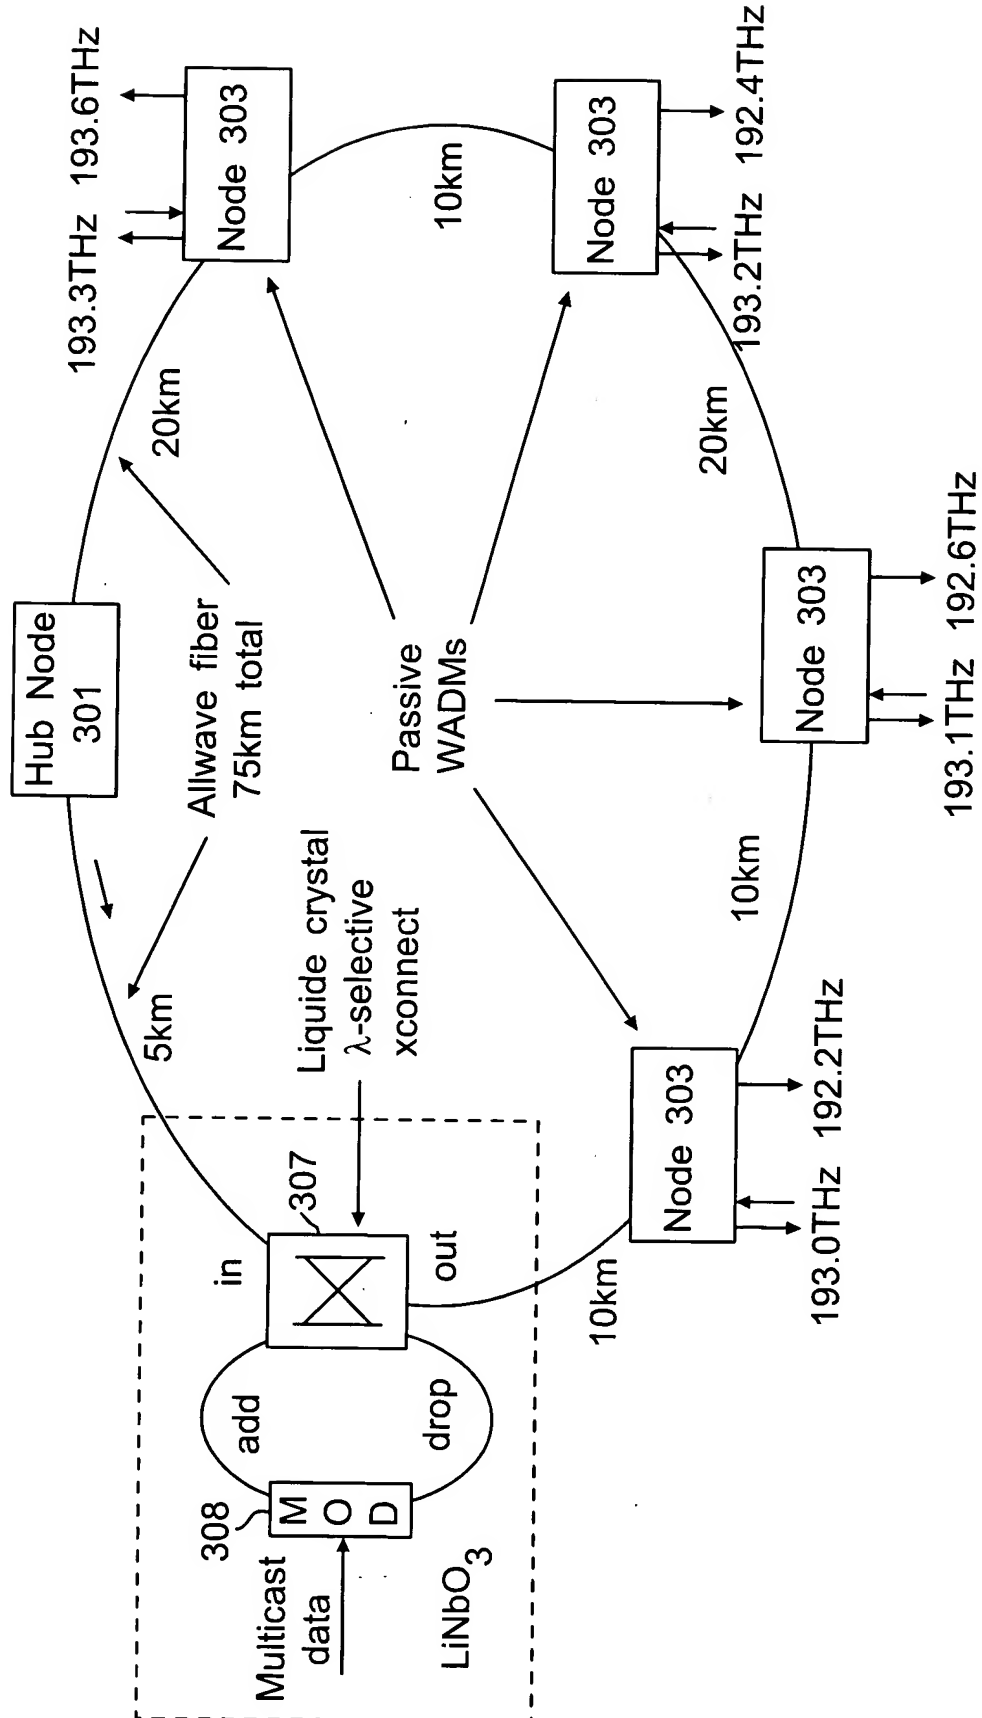 Hub Node
301
Allwave fiber
75km total
5km
20km
193.3THz
193.6THz
Node 303
10km
Node 303
193.2THz
192.4THz
20km
Passive
WADMs
Node 303
193.1THz
192.6THz
10km
Node 303
193.0THz
192.2THz
10km
Liquide crystal
λ-selective
xconnect
307
in
out
add
drop
308
MOD
Multicast
data
LiNbO3